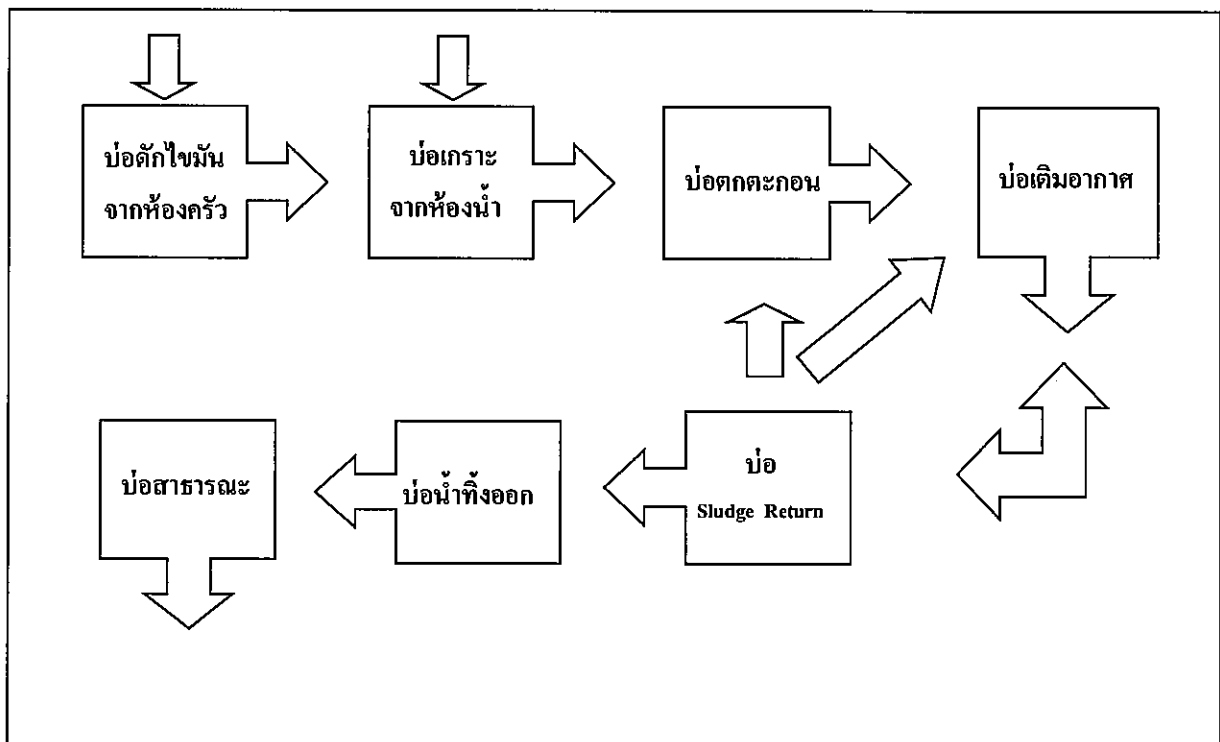 บ่อดักไขมัน
จากห้องครัว
บ่อเกราะ
จากห้องน้ำ
บ่อตกตะกอน
บ่อเติมอากาศ
บ่อสาธารณะ
บ่อน้ำทิ้งออก
บ่อ
Sludge Return